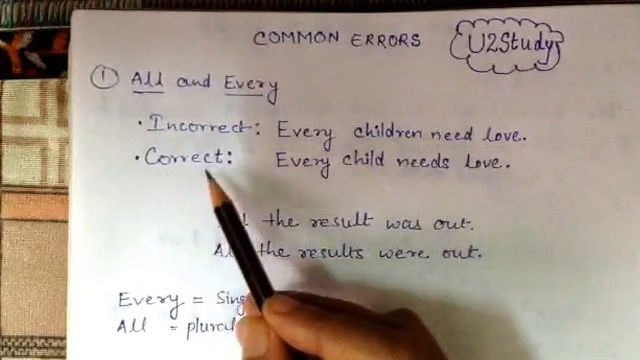 COMMON ERRORS
U2Study
① All and Every
· Incorrect: Every children need love.
· Correct: Every child needs love.
the result was out.
the results were out.
Every =
All = plural